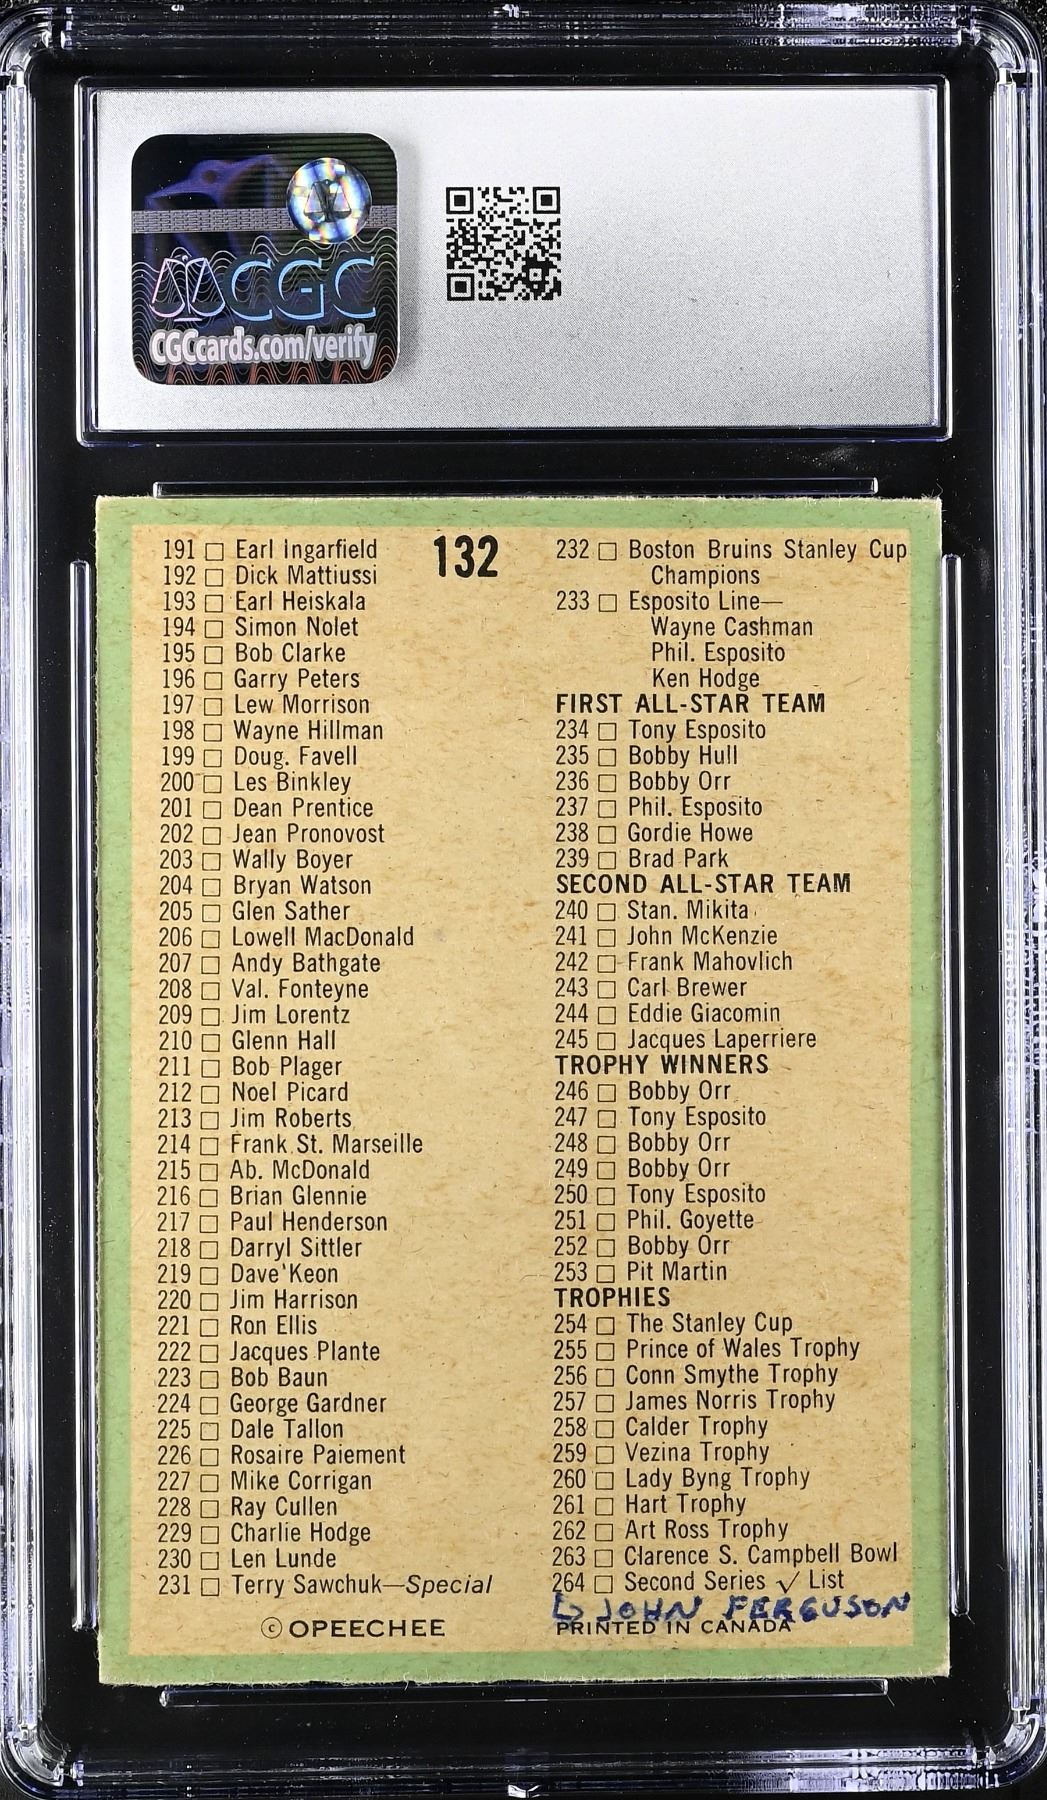 CGC
CGCcards.com/verify
132
191 □ Earl Ingarfield
192 □ Dick Mattiussi
193 □ Earl Heiskala
194 □ Simon Nolet
195 □ Bob Clarke
196 □ Garry Peters
197 □ Lew Morrison
198 □ Wayne Hillman
199 □ Doug. Favell
200 □ Les Binkley
201 □ Dean Prentice
202 □ Jean Pronovost
203 □ Wally Boyer
204 □ Bryan Watson
205 □ Glen Sather
206 □ Lowell MacDonald
207 □ Andy Bathgate
208 □ Val. Fonteyne
209 □ Jim Lorentz
210 □ Glenn Hall
211 □ Bob Plager
212 □ Noel Picard
213 □ Jim Roberts
214 □ Frank St. Marseille
215 □ Ab. McDonald
216 □ Brian Glennie
217 □ Paul Henderson
218 □ Darryl Sittler
219 □ Dave'Keon
220 □ Jim Harrison
221 □ Ron Ellis
222 □ Jacques Plante
223 □ Bob Baun
224 □ George Gardner
225 □ Dale Tallon
226 □ Rosaire Paiement
227 □ Mike Corrigan
228 □ Ray Cullen
229 □ Charlie Hodge
230 □ Len Lunde
231 □ Terry Sawchuk—Special
© OPEECHEE
232 □ Boston Bruins Stanley Cup
Champions
233 □ Esposito Line—
Wayne Cashman
Phil. Esposito
Ken Hodge
FIRST ALL-STAR TEAM
234 □ Tony Esposito
235 □ Bobby Hull
236 □ Bobby Orr
237 □ Phil. Esposito
238 □ Gordie Howe
239 □ Brad Park
SECOND ALL-STAR TEAM
240 □ Stan. Mikita
241 □ John McKenzie
242 □ Frank Mahovlich
243 □ Carl Brewer
244 □ Eddie Giacomin
245 □ Jacques Laperriere
TROPHY WINNERS
246 □ Bobby Orr
247 □ Tony Esposito
248 □ Bobby Orr
249 □ Bobby Orr
250 □ Tony Esposito
251 □ Phil. Goyette
252 □ Bobby Orr
253 □ Pit Martin
TROPHIES
254 □ The Stanley Cup
255 □ Prince of Wales Trophy
256 □ Conn Smythe Trophy
257 □ James Norris Trophy
258 □ Calder Trophy
259 □ Vezina Trophy
260 □ Lady Byng Trophy
261 □ Hart Trophy
262 □ Art Ross Trophy
263 □ Clarence S. Campbell Bowl
264 □ Second Series ✓ List
↳ JOHN FERGUSON
PRINTED IN CANADA